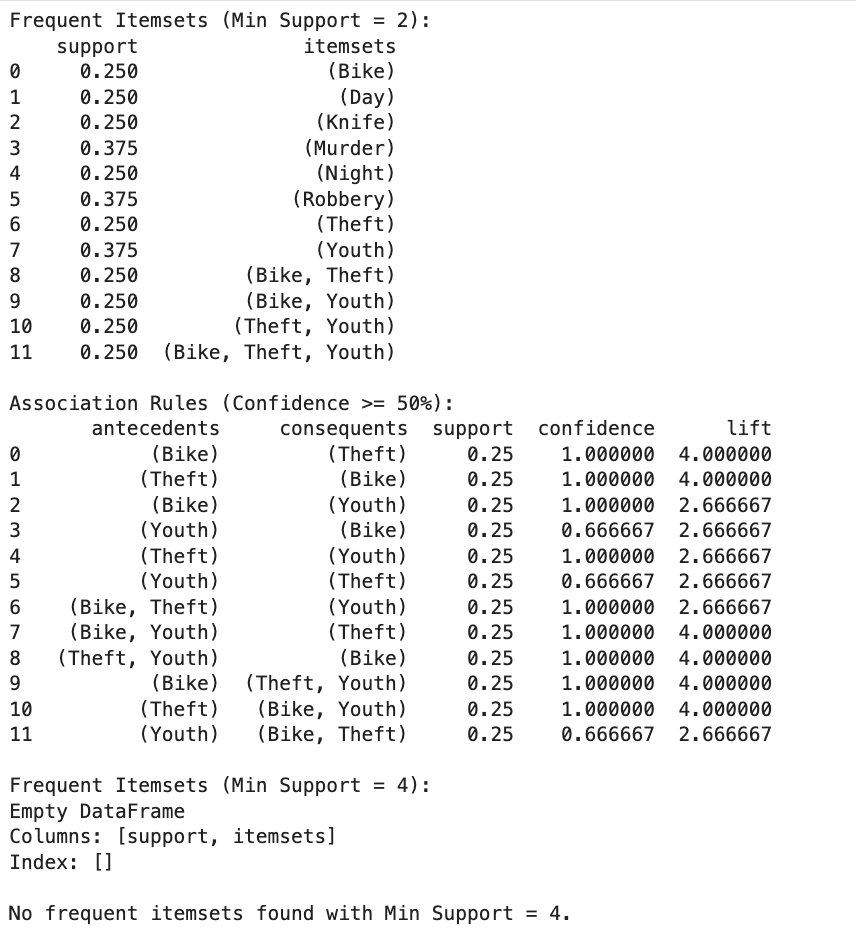 Frequent Itemsets (Min Support = 2):
    support               itemsets
0     0.250                 (Bike)
1     0.250                  (Day)
2     0.250                (Knife)
3     0.375               (Murder)
4     0.250                (Night)
5     0.375              (Robbery)
6     0.250                (Theft)
7     0.375                (Youth)
8     0.250          (Bike, Theft)
9     0.250          (Bike, Youth)
10    0.250         (Theft, Youth)
11    0.250   (Bike, Theft, Youth)
Association Rules (Confidence >= 50%):
       antecedents     consequents  support  confidence      lift
0           (Bike)         (Theft)     0.25    1.000000  4.000000
1          (Theft)          (Bike)     0.25    1.000000  4.000000
2           (Bike)         (Youth)     0.25    1.000000  2.666667
3          (Youth)          (Bike)     0.25    0.666667  2.666667
4          (Theft)         (Youth)     0.25    1.000000  2.666667
5          (Youth)         (Theft)     0.25    0.666667  2.666667
6    (Bike, Theft)         (Youth)     0.25    1.000000  2.666667
7    (Bike, Youth)         (Theft)     0.25    1.000000  4.000000
8   (Theft, Youth)          (Bike)     0.25    1.000000  4.000000
9           (Bike)  (Theft, Youth)     0.25    1.000000  4.000000
10         (Theft)   (Bike, Youth)     0.25    1.000000  4.000000
11         (Youth)   (Bike, Theft)     0.25    0.666667  2.666667
Frequent Itemsets (Min Support = 4):
Empty DataFrame
Columns: [support, itemsets]
Index: []
No frequent itemsets found with Min Support = 4.